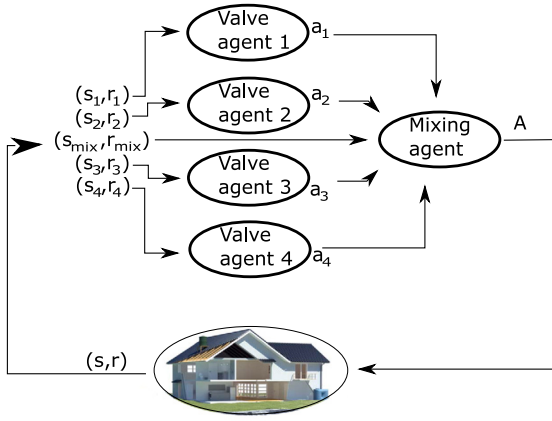 Valve
agent 1
a1
(s1,r1)
(s2,r2)
(smix,rmix)
(s3,r3)
(s4,r4)
Valve
agent 2
a2
Mixing
agent
A
Valve
agent 3
a3
Valve
agent 4
a4
(s,r)